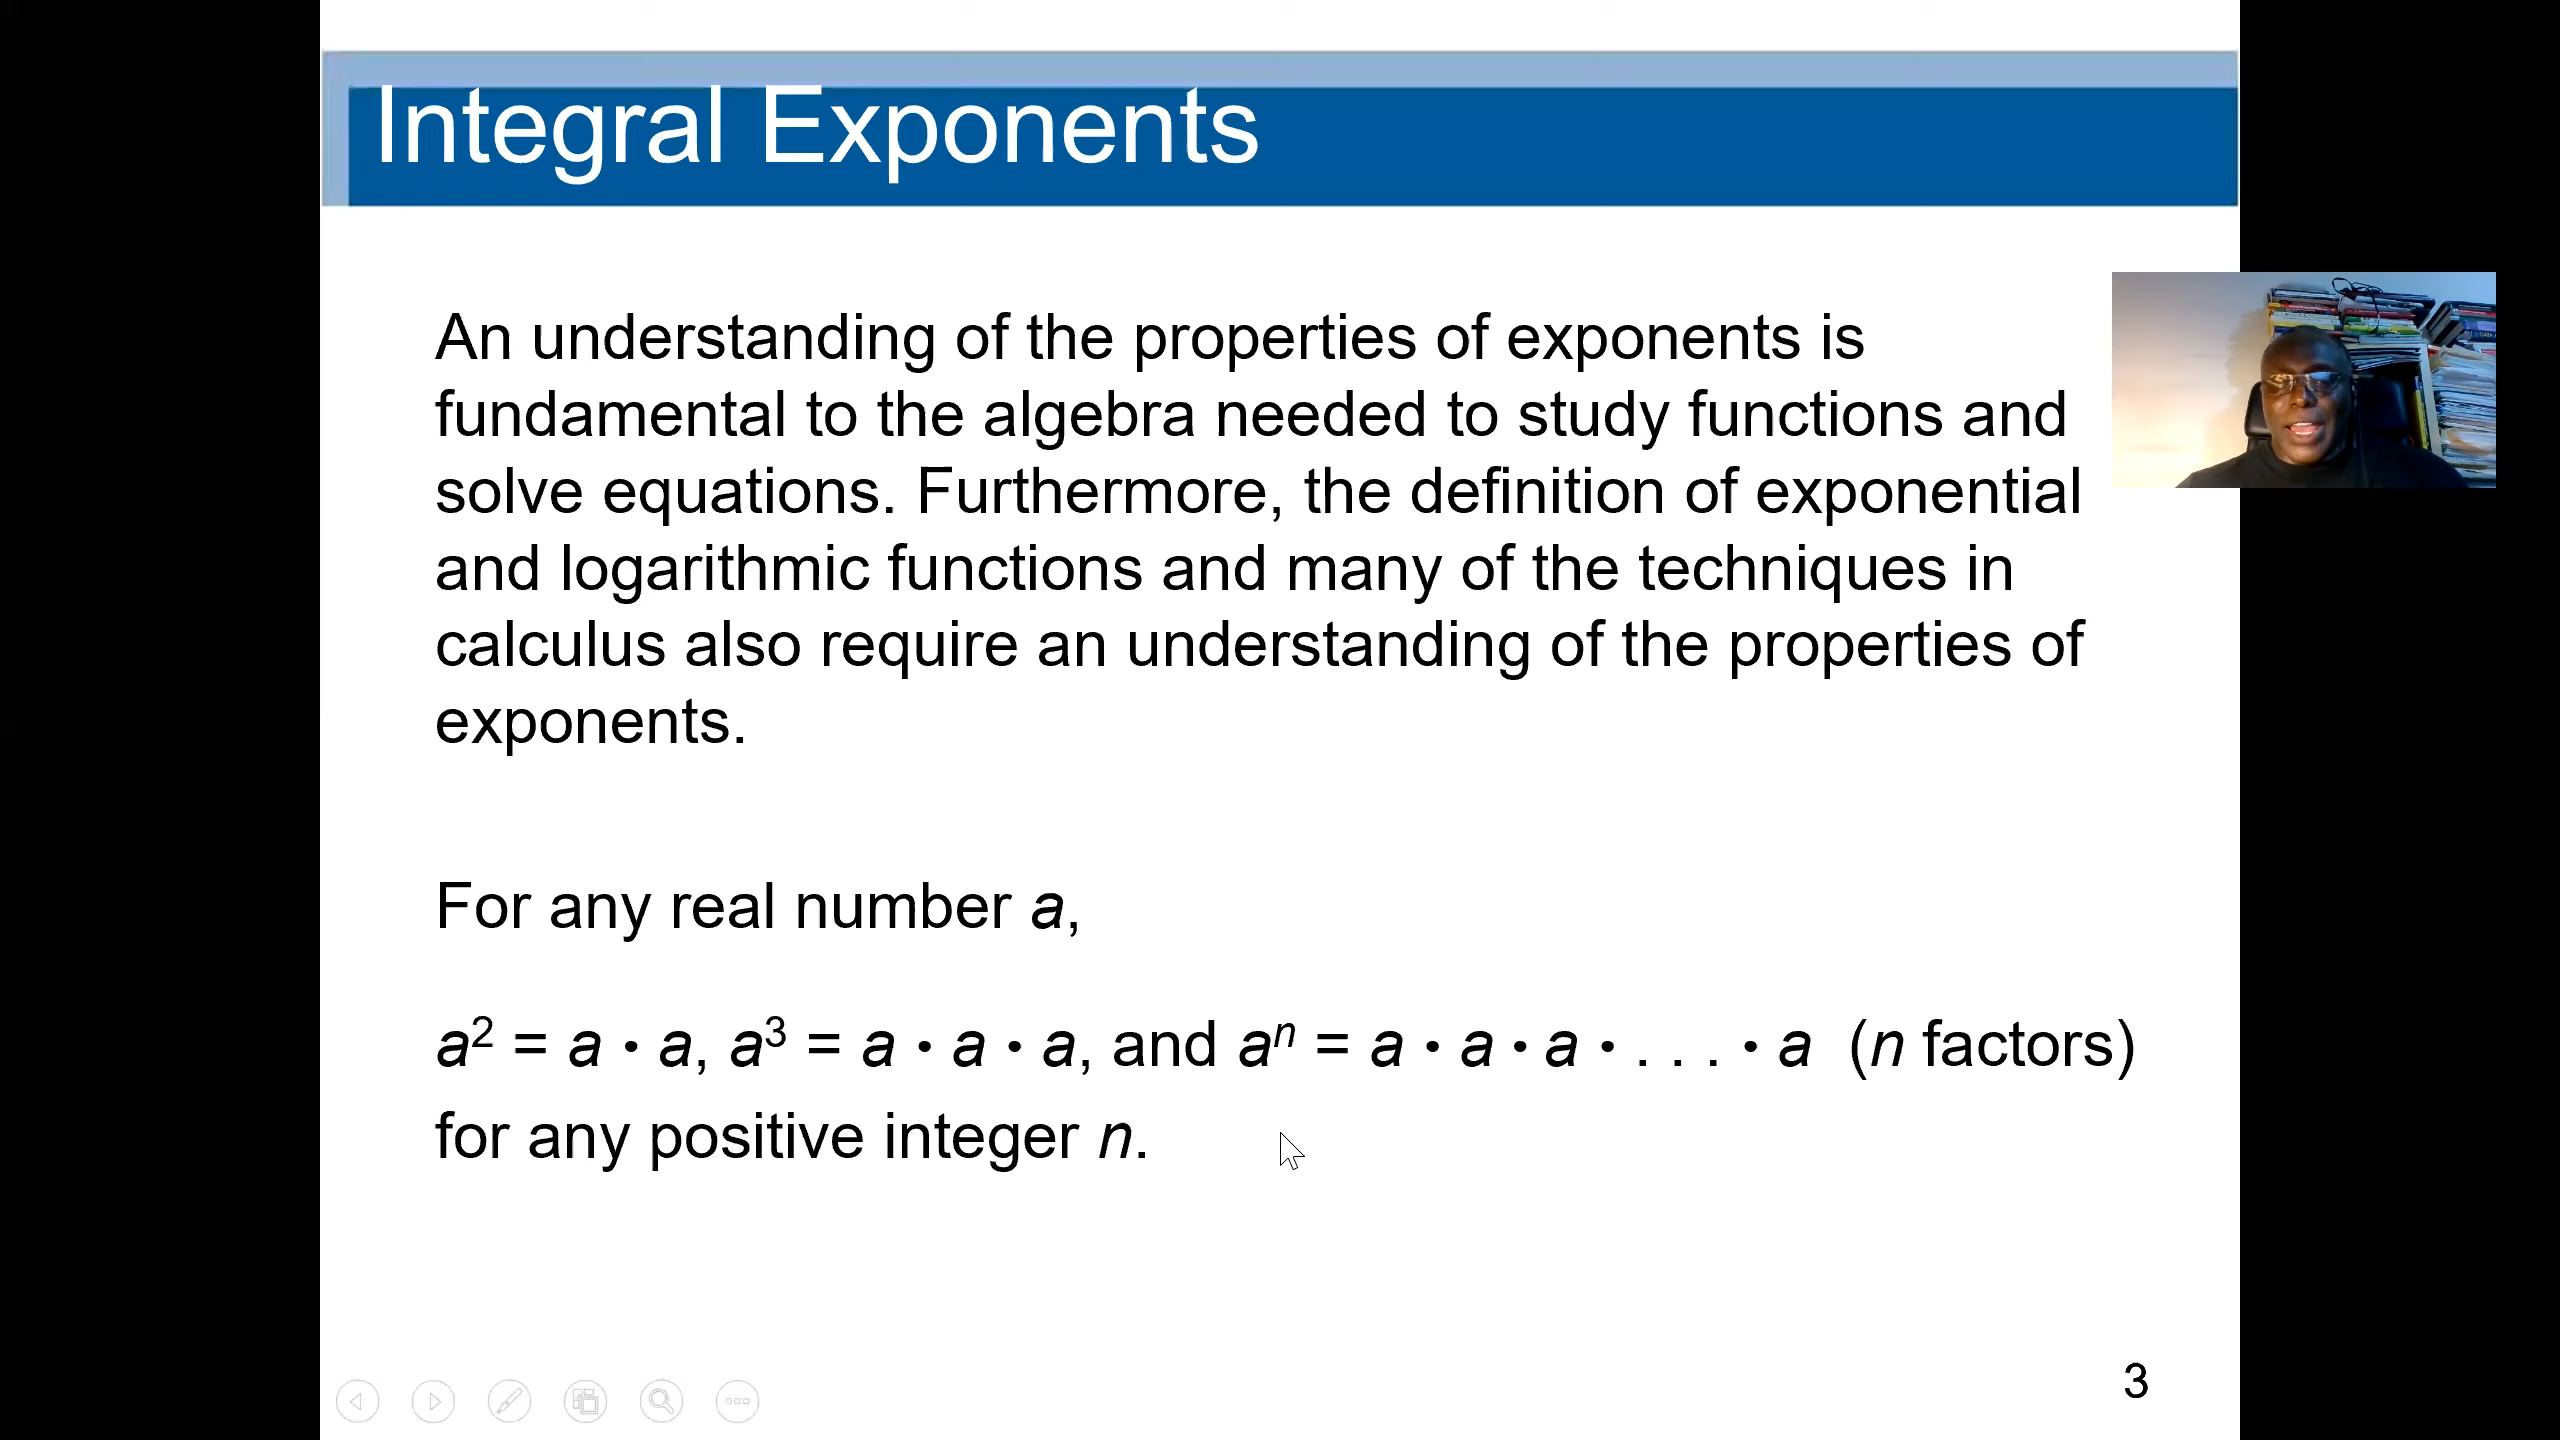 Integral Exponents
An understanding of the properties of exponents is
fundamental to the algebra needed to study functions and
solve equations. Furthermore, the definition of exponential
and logarithmic functions and many of the techniques in
calculus also require an understanding of the properties of
exponents.
For any real number a,
a² = a • a, a³ = a • a • a, and aⁿ = a • a • a • . . . • a (n factors)
for any positive integer n.
3